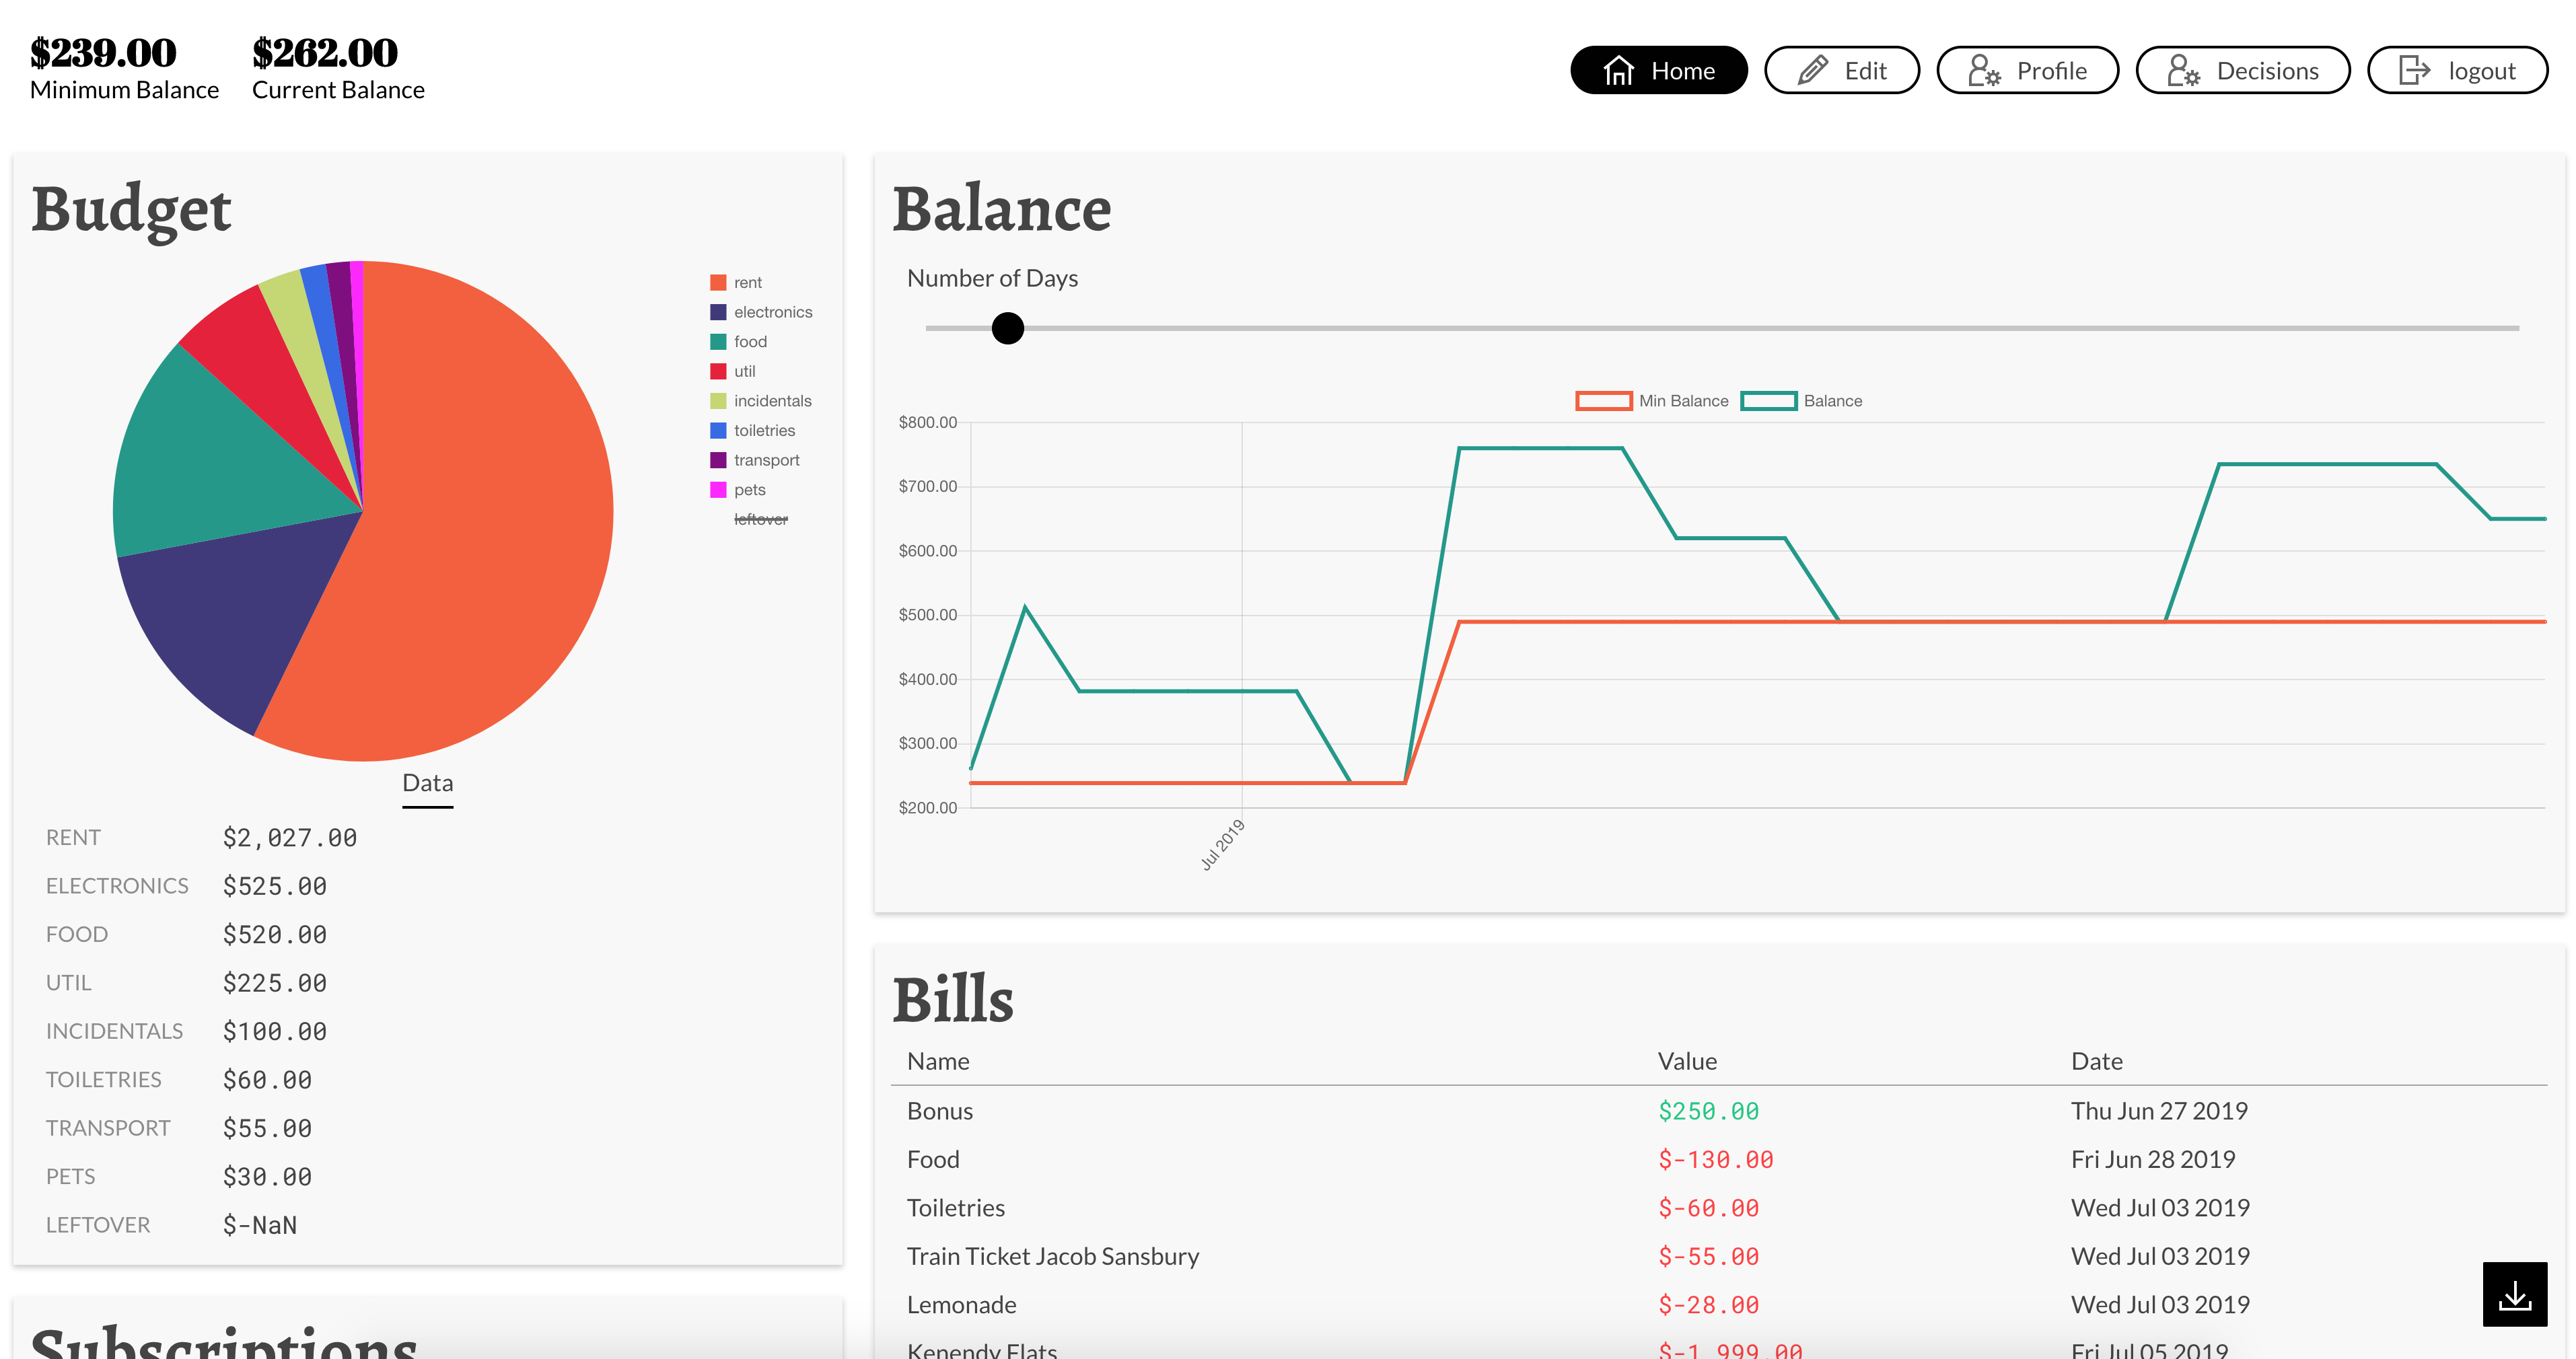 $239.00 $262.00
Minimum Balance Current Balance
Home Edit Profile Decisions logout
Budget
rent
electronics
food
util
incidentals
toiletries
transport
pets
leftover
Data
RENT $2,027.00
ELECTRONICS $525.00
FOOD $520.00
UTIL $225.00
INCIDENTALS $100.00
TOILETRIES $60.00
TRANSPORT $55.00
PETS $30.00
LEFTOVER $-NaN
Subscriptions
Balance
Number of Days
Min Balance Balance
$800.00
$700.00
$600.00
$500.00
$400.00
$300.00
$200.00
Jul 2019
Bills
Name Value Date
Bonus $250.00 Thu Jun 27 2019
Food $-130.00 Fri Jun 28 2019
Toiletries $-60.00 Wed Jul 03 2019
Train Ticket Jacob Sansbury $-55.00 Wed Jul 03 2019
Lemonade $-28.00 Wed Jul 03 2019
Kenendy Flats $-1,999.00 Fri Jul 05 2019